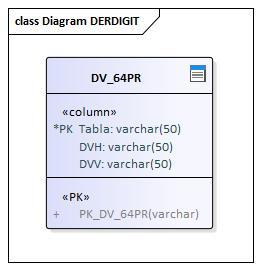 class Diagram DERDIGIT
DV_64PR
«column»
*PK Tabla: varchar(50)
DVH: varchar(50)
DVV: varchar(50)
«PK»
+ PK_DV_64PR(varchar)